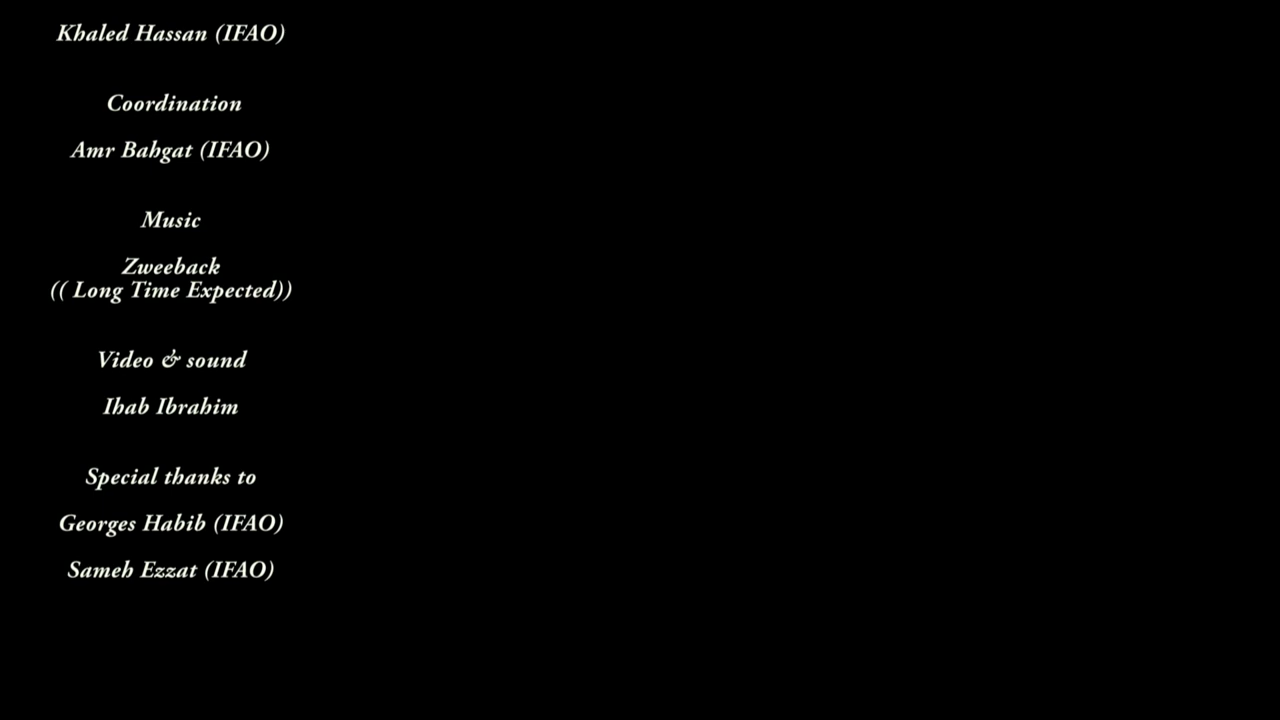 Khaled Hassan (IFAO)
Coordination
Amr Bahgat (IFAO)
Music
Zweeback
(( Long Time Expected))
Video & sound
Ihab Ibrahim
Special thanks to
Georges Habib (IFAO)
Sameh Ezzat (IFAO)